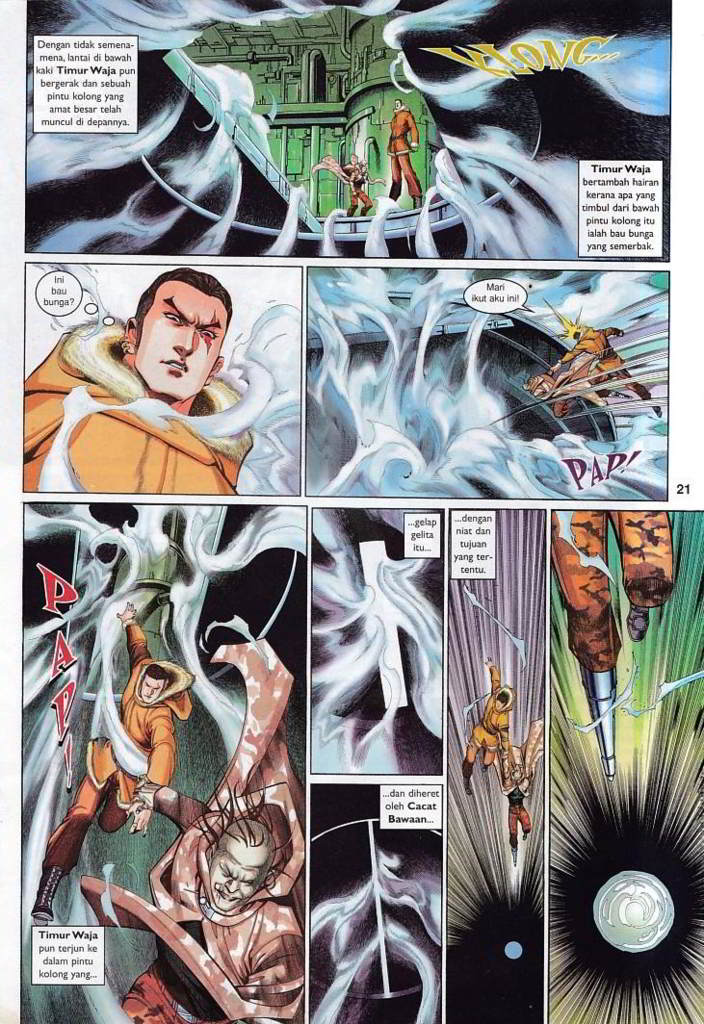 Dengan tidak semena-
mena, lantai di bawah
kaki Timur Waja pun
bergerak dan sebuah
pintu kolong yang
amat besar telah
muncul di depannya.
KLONG...
Timur Waja
bertambah hairan
kerana apa yang
timbul dari bawah
pintu kolong itu
ialah bau bunga
yang semerbak.
Ini
bau
bunga?
Mari
ikut aku ini!
PAP!
21
PAP
PAP!
Timur Waja
pun terjun ke
dalam pintu
kolong yang...
...gelap
gelita
itu...
...dan diheret
oleh Cacat
Bawaan...
...dengan
niat dan
tujuan
yang ter-
tentu.